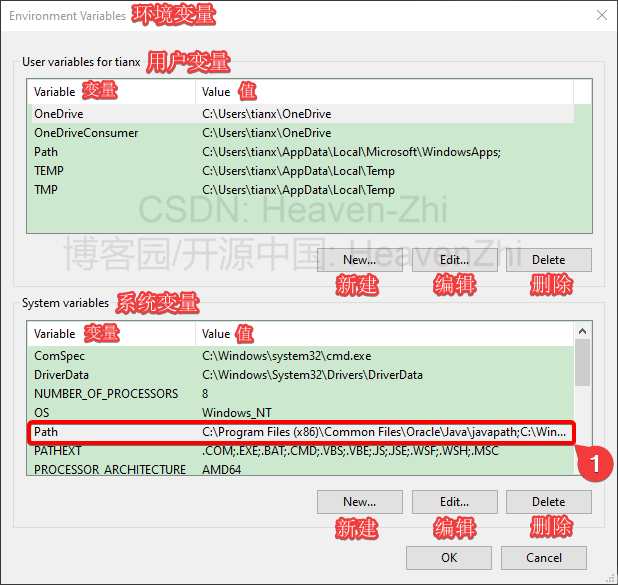 Environment Variables 环境变量
User variables for tianx 用户变量
Variable 变量 Value 值
OneDrive C:\Users\tianx\OneDrive
OneDriveConsumer C:\Users\tianx\OneDrive
Path C:\Users\tianx\AppData\Local\Microsoft\WindowsApps;
TEMP C:\Users\tianx\AppData\Local\Temp
TMP C:\Users\tianx\AppData\Local\Temp
CSDN: Heaven-Zhi
博客园/开源中国: HeavenZhi
New... Edit... Delete
新建 编辑 删除
System variables 系统变量
Variable 变量 Value 值
ComSpec C:\Windows\system32\cmd.exe
DriverData C:\Windows\System32\Drivers\DriverData
NUMBER_OF_PROCESSORS 8
OS Windows_NT
Path C:\Program Files (x86)\Common Files\Oracle\Java\javapath;C:\Win...
PATHEXT .COM;.EXE;.BAT;.CMD;.VBS;.VBE;.JS;.JSE;.WSF;.WSH;.MSC
1
PROCESSOR_ARCHITECTURE AMD64
New... Edit... Delete
新建 编辑 删除
OK Cancel